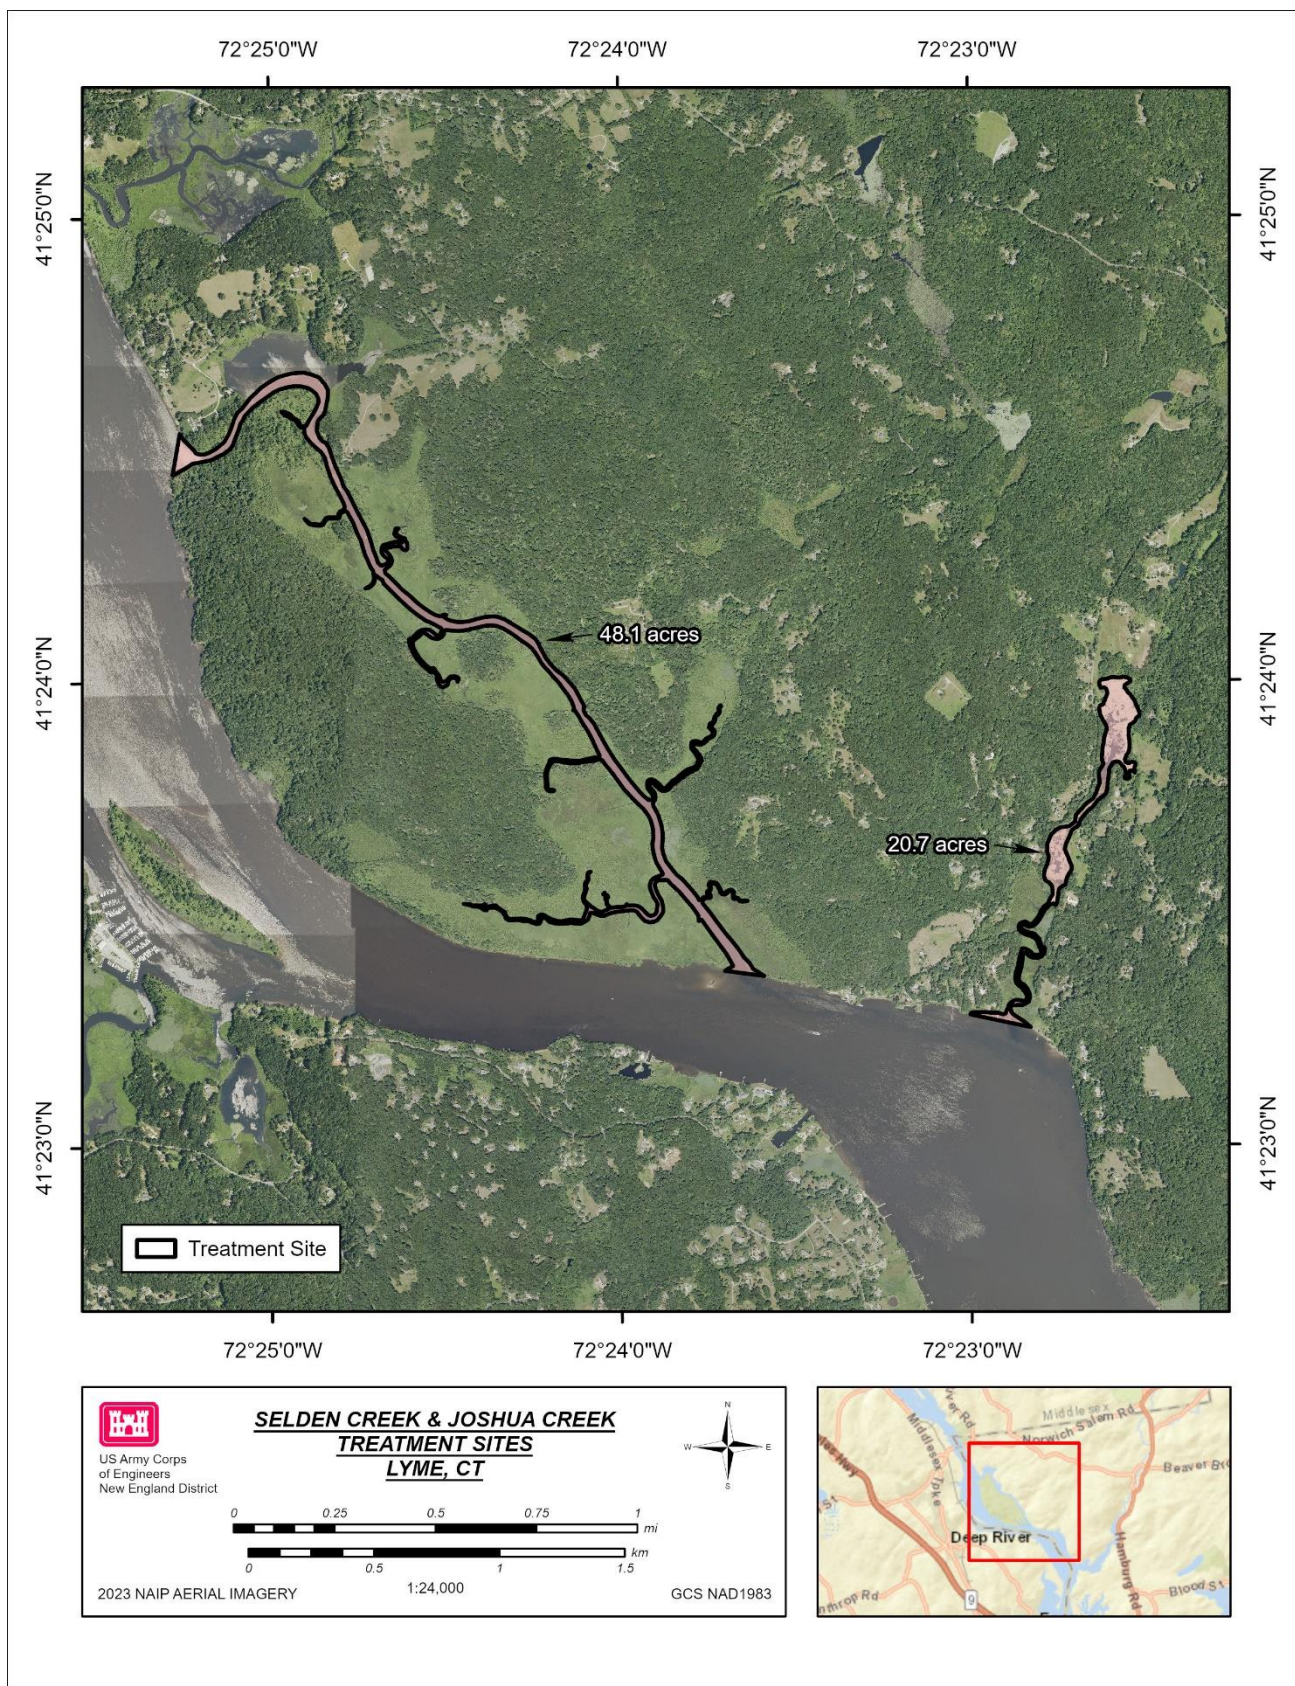 72°25'0"W 72°24'0"W 72°23'0"W
41°25'0"N 41°25'0"N
48.1 acres
41°24'0"N 41°24'0"N
20.7 acres
41°23'0"N 41°23'0"N
Treatment Site
72°25'0"W 72°24'0"W 72°23'0"W
US Army Corps
of Engineers
New England District
SELDEN CREEK & JOSHUA CREEK
TREATMENT SITES
LYME, CT
N
W E
S
0 0.25 0.5 0.75 1
mi
km
0 0.5 1 1.5
2023 NAIP AERIAL IMAGERY 1:24,000 GCS NAD1983
Middlesex
Norwich Salem Rd
Middlesex Tpke
Deep River
Hamburg Rd
Blood St
9